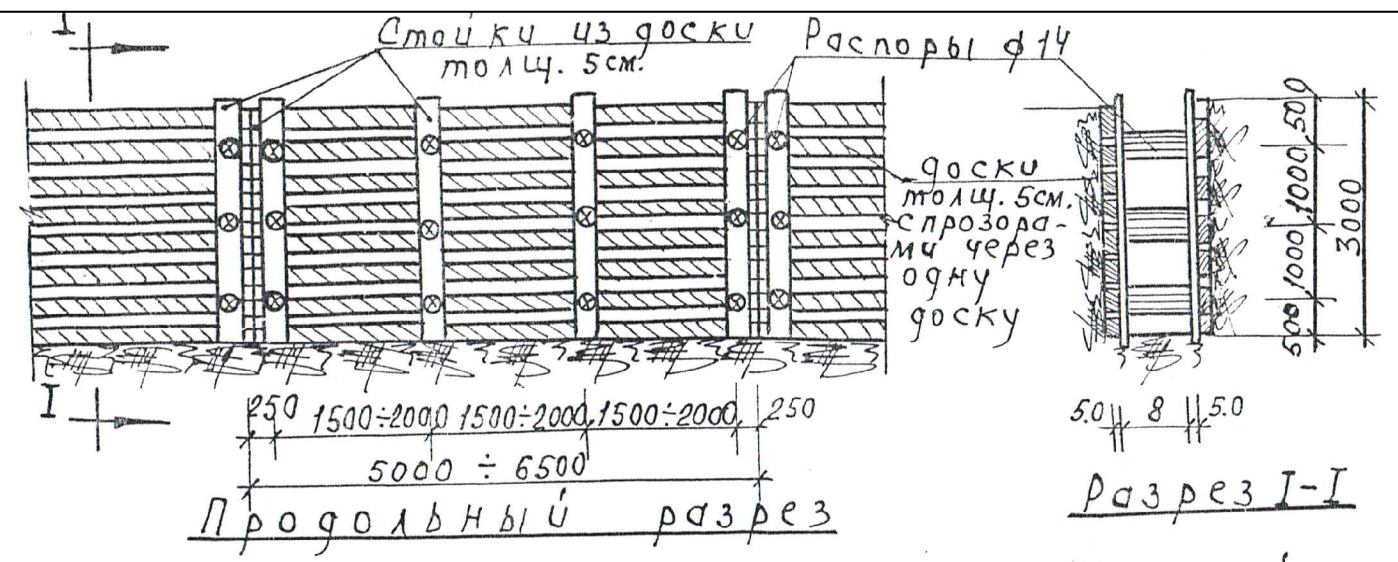 I
Стойки из доски
толщ. 5см.
Распоры ф14
доски
толщ. 5см.
с прозора-
ми через
одну
доску
500
1000
1000
500
3000
I
250 1500÷2000 1500÷2000 1500÷2000 250
5000 ÷ 6500
Продольный разрез
5.0 8 5.0
Разрез I-I